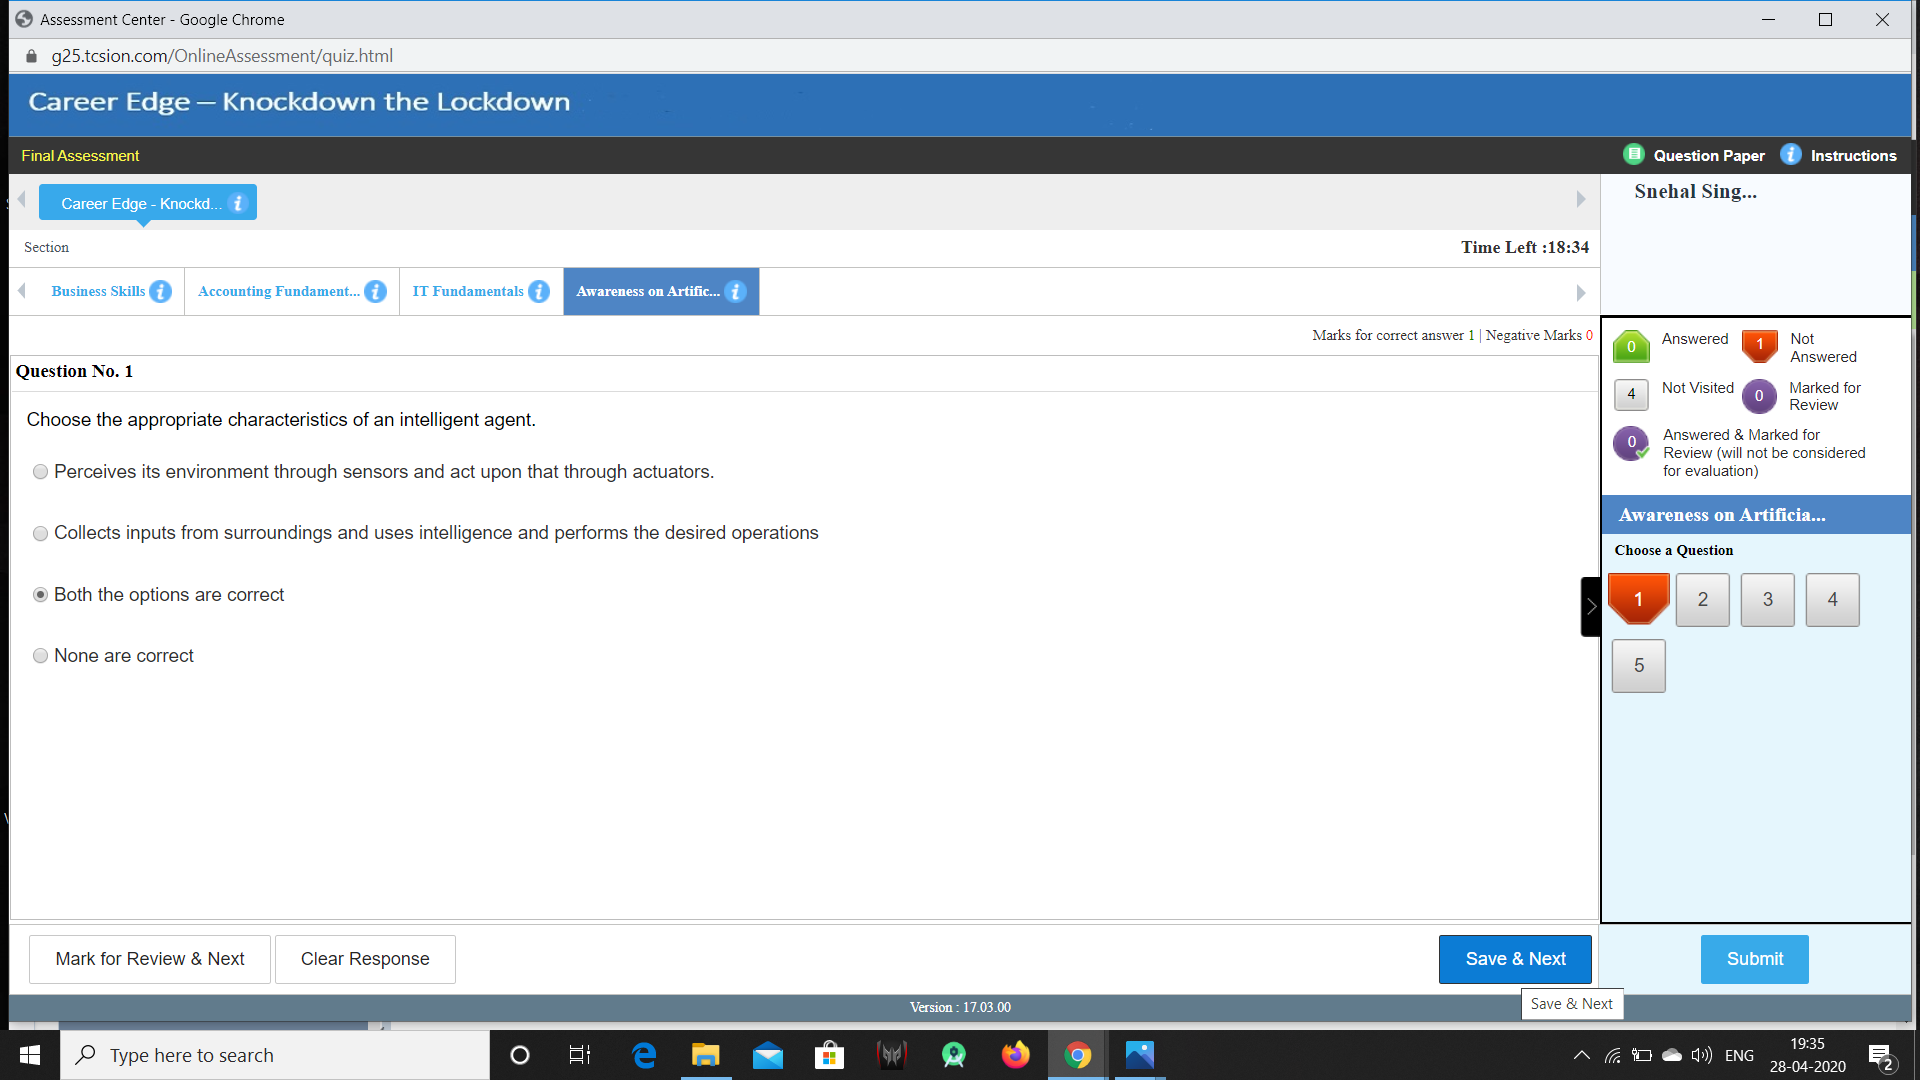 Assessment Center - Google Chrome
g25.tcsion.com/OnlineAssessment/quiz.html
Career Edge – Knockdown the Lockdown
Final Assessment
Question Paper
Instructions
Career Edge - Knockd...
Snehal Sing...
Section
Time Left :18:34
Business Skills
Accounting Fundament...
IT Fundamentals
Awareness on Artific...
Marks for correct answer 1 | Negative Marks 0
0 Answered
1 Not Answered
4 Not Visited
0 Marked for Review
0 Answered & Marked for Review (will not be considered for evaluation)
Question No. 1
Choose the appropriate characteristics of an intelligent agent.
Perceives its environment through sensors and act upon that through actuators.
Collects inputs from surroundings and uses intelligence and performs the desired operations
Both the options are correct
None are correct
Awareness on Artificia...
Choose a Question
1 2 3 4
5
Mark for Review & Next
Clear Response
Save & Next
Submit
Version : 17.03.00
Save & Next
Type here to search
ENG
19:35
28-04-2020
2